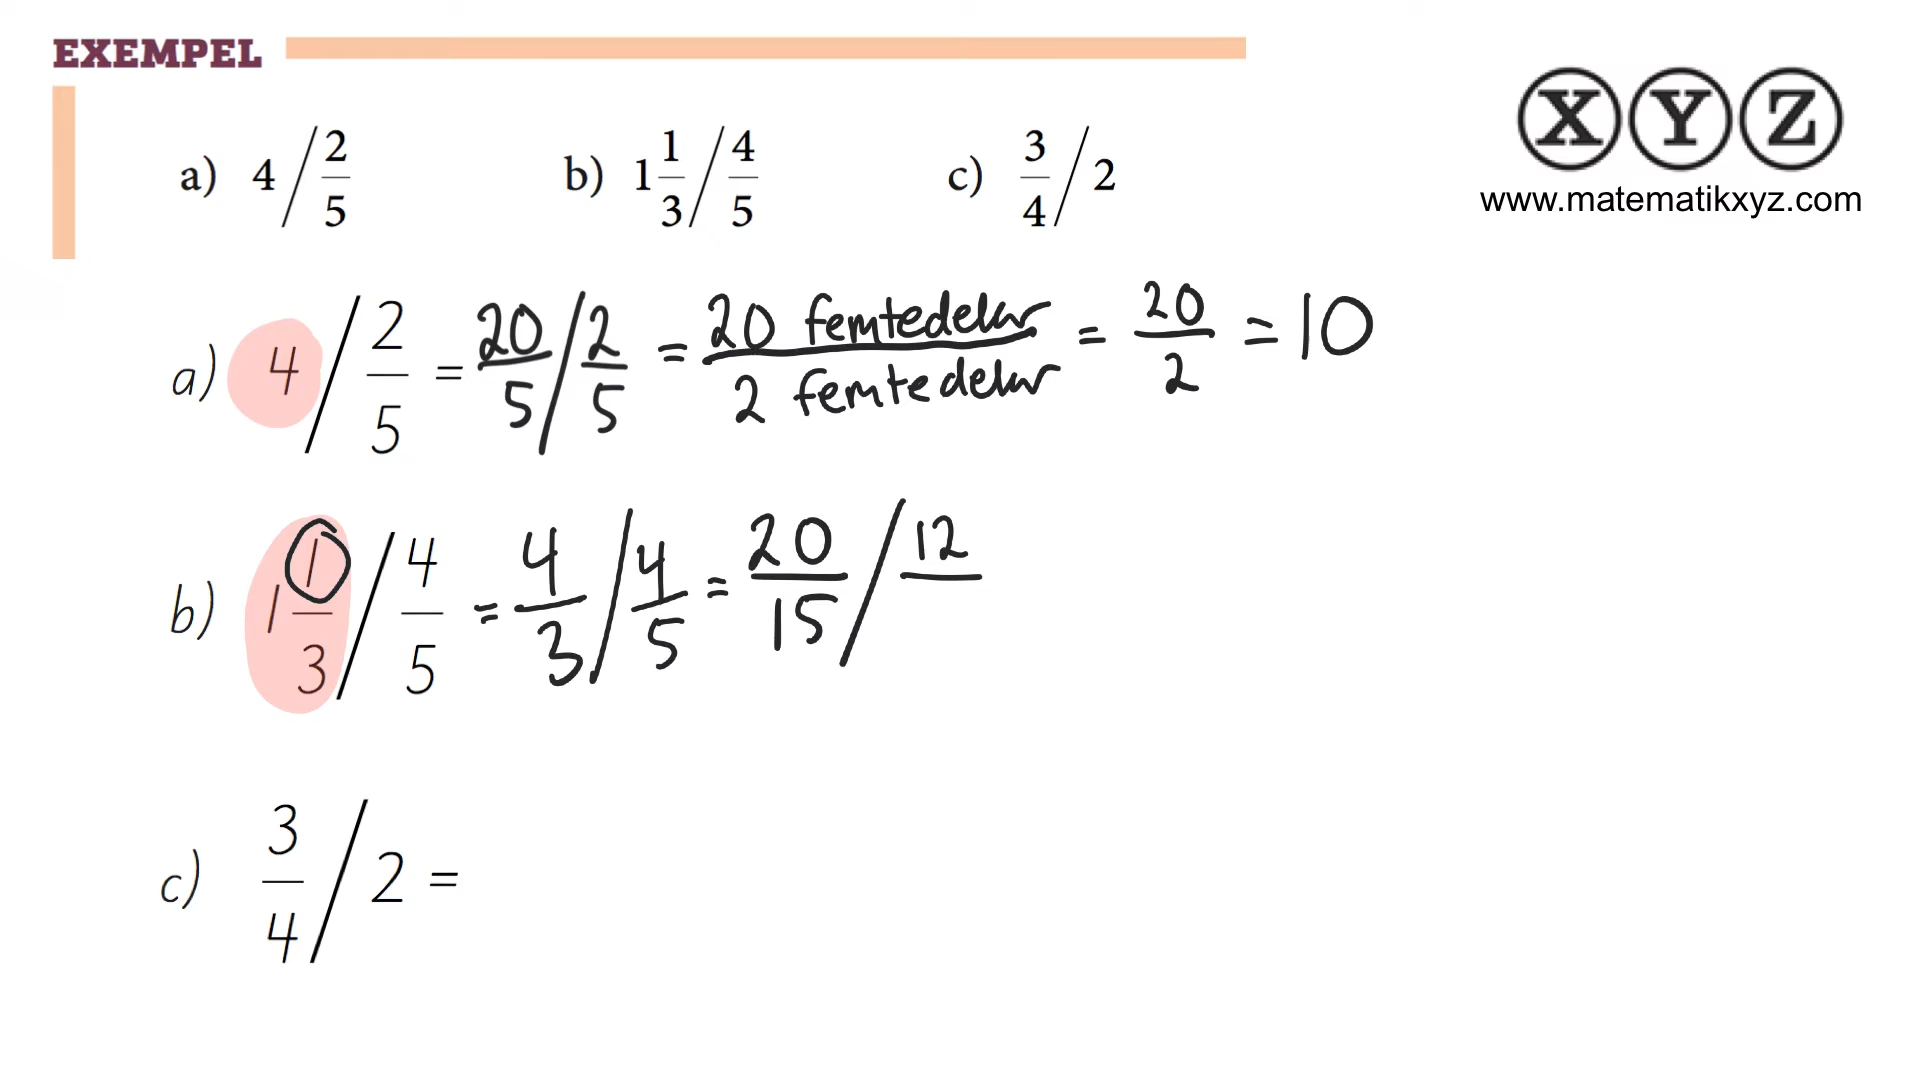 EXEMPEL
XYZ
www.matematikxyz.com
a) 4 / 2/5 b) 1 1/3 / 4/5 c) 3/4 / 2
a) 4 / 2/5 = 20/5 / 2/5 = 20 femtedelar / 2 femtedelar = 20/2 = 10
b) 1 1/3 / 4/5 = 4/3 / 4/5 = 20/15 / 12
c) 3/4 / 2 =